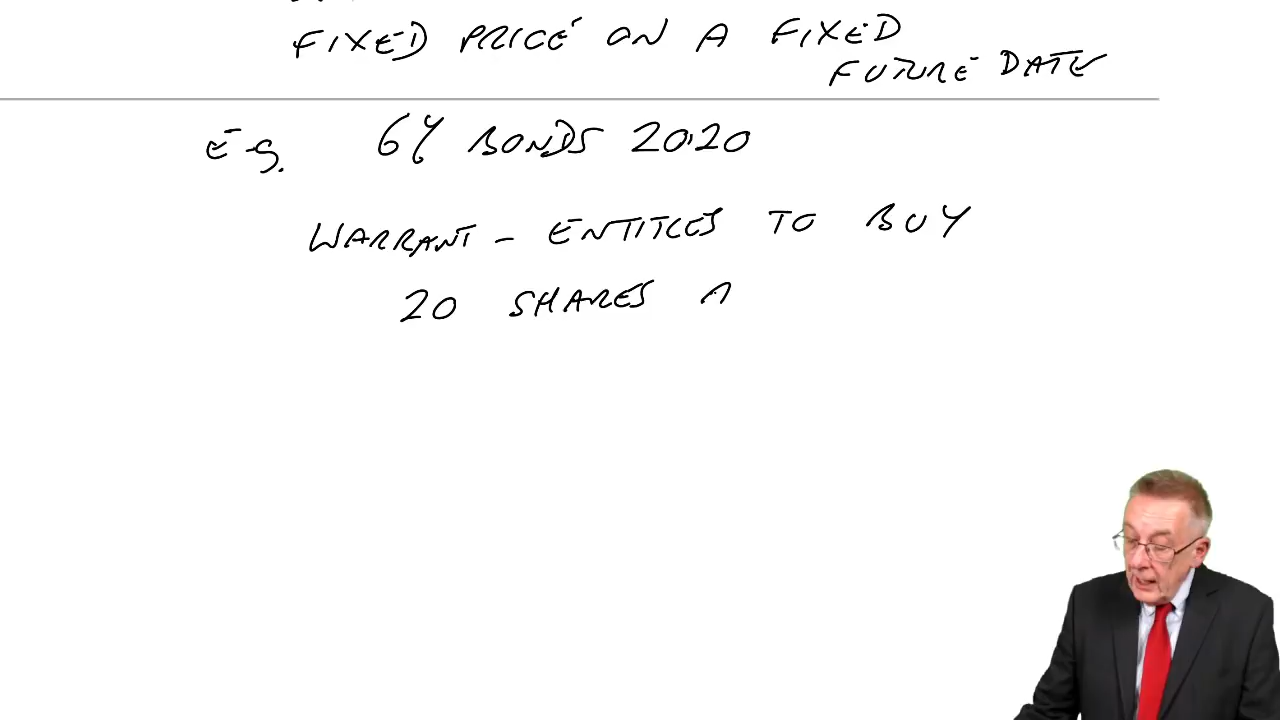 FIXED PRICE ON A FIXED
FUTURE DATE
E.g. 6% BONDS 2020
WARRANT - ENTITLES TO BUY
20 SHARES